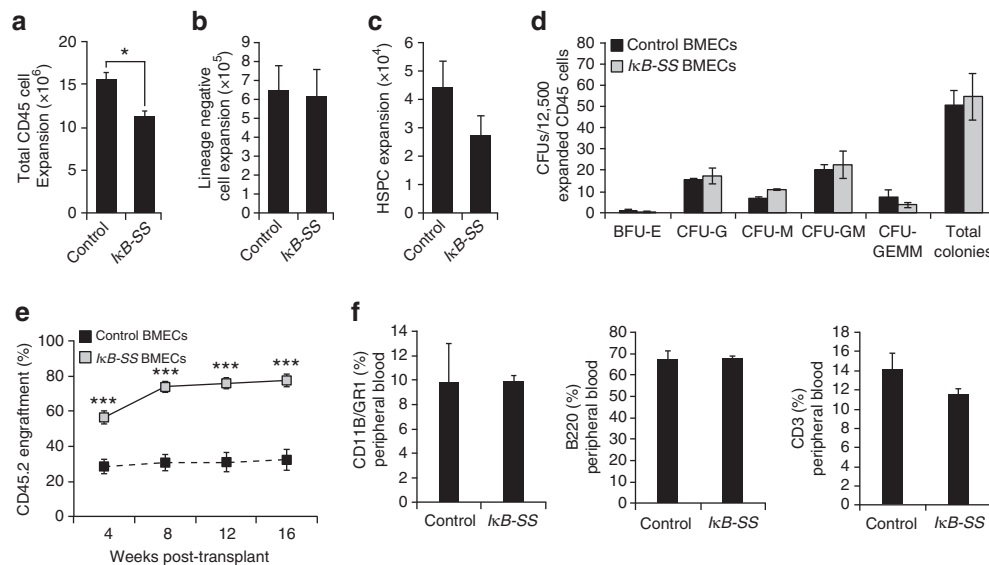 a
Total CD45 cell
Expansion (×10⁶)
20
15
10
5
0
*
Control
IκB-SS
b
Lineage negative
cell expansion (×10⁵)
9
8
7
6
5
4
3
2
1
0
Control
IκB-SS
c
HSPC expansion (×10⁴)
6
5
4
3
2
1
0
Control
IκB-SS
d
CFUs/12,500
expanded CD45 cells
80
70
60
50
40
30
20
10
0
Control BMECs
IκB-SS BMECs
BFU-E
CFU-G
CFU-M
CFU-GM
CFU-
GEMM
Total
colonies
e
CD45.2 engraftment (%)
100
80
60
40
20
0
Control BMECs
IκB-SS BMECs
***
***
***
***
4
8
12
16
Weeks post-transplant
f
CD11B/GR1 (%)
peripheral blood
14
12
10
8
6
4
2
0
Control
IκB-SS
B220 (%)
peripheral blood
80
70
60
50
40
30
20
10
0
Control
IκB-SS
CD3 (%)
peripheral blood
18
16
14
12
10
8
6
4
2
0
Control
IκB-SS